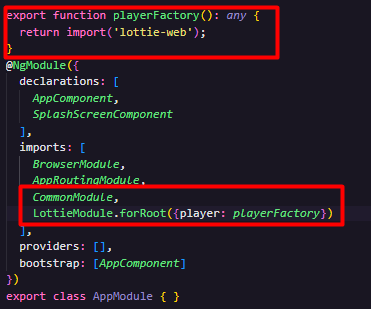 export function playerFactory(): any {
return import('lottie-web');
}
@NgModule({
declarations: [
AppComponent,
SplashScreenComponent
],
imports: [
BrowserModule,
AppRoutingModule,
CommonModule,
LottieModule.forRoot({player: playerFactory})
],
providers: [],
bootstrap: [AppComponent]
})
export class AppModule { }